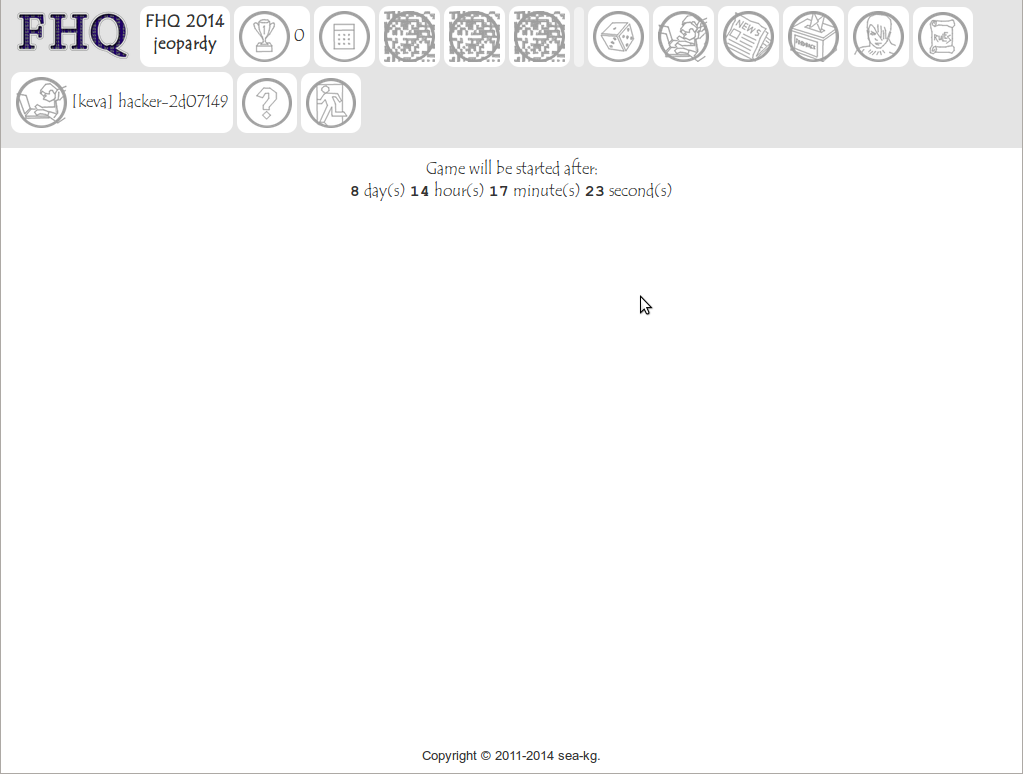 FHQ
FHQ 2014
jeopardy
0
NEWS
RULES
[keva] hacker-2d07149
?
Game will be started after:
8 day(s) 14 hour(s) 17 minute(s) 23 second(s)
Copyright © 2011-2014 sea-kg.